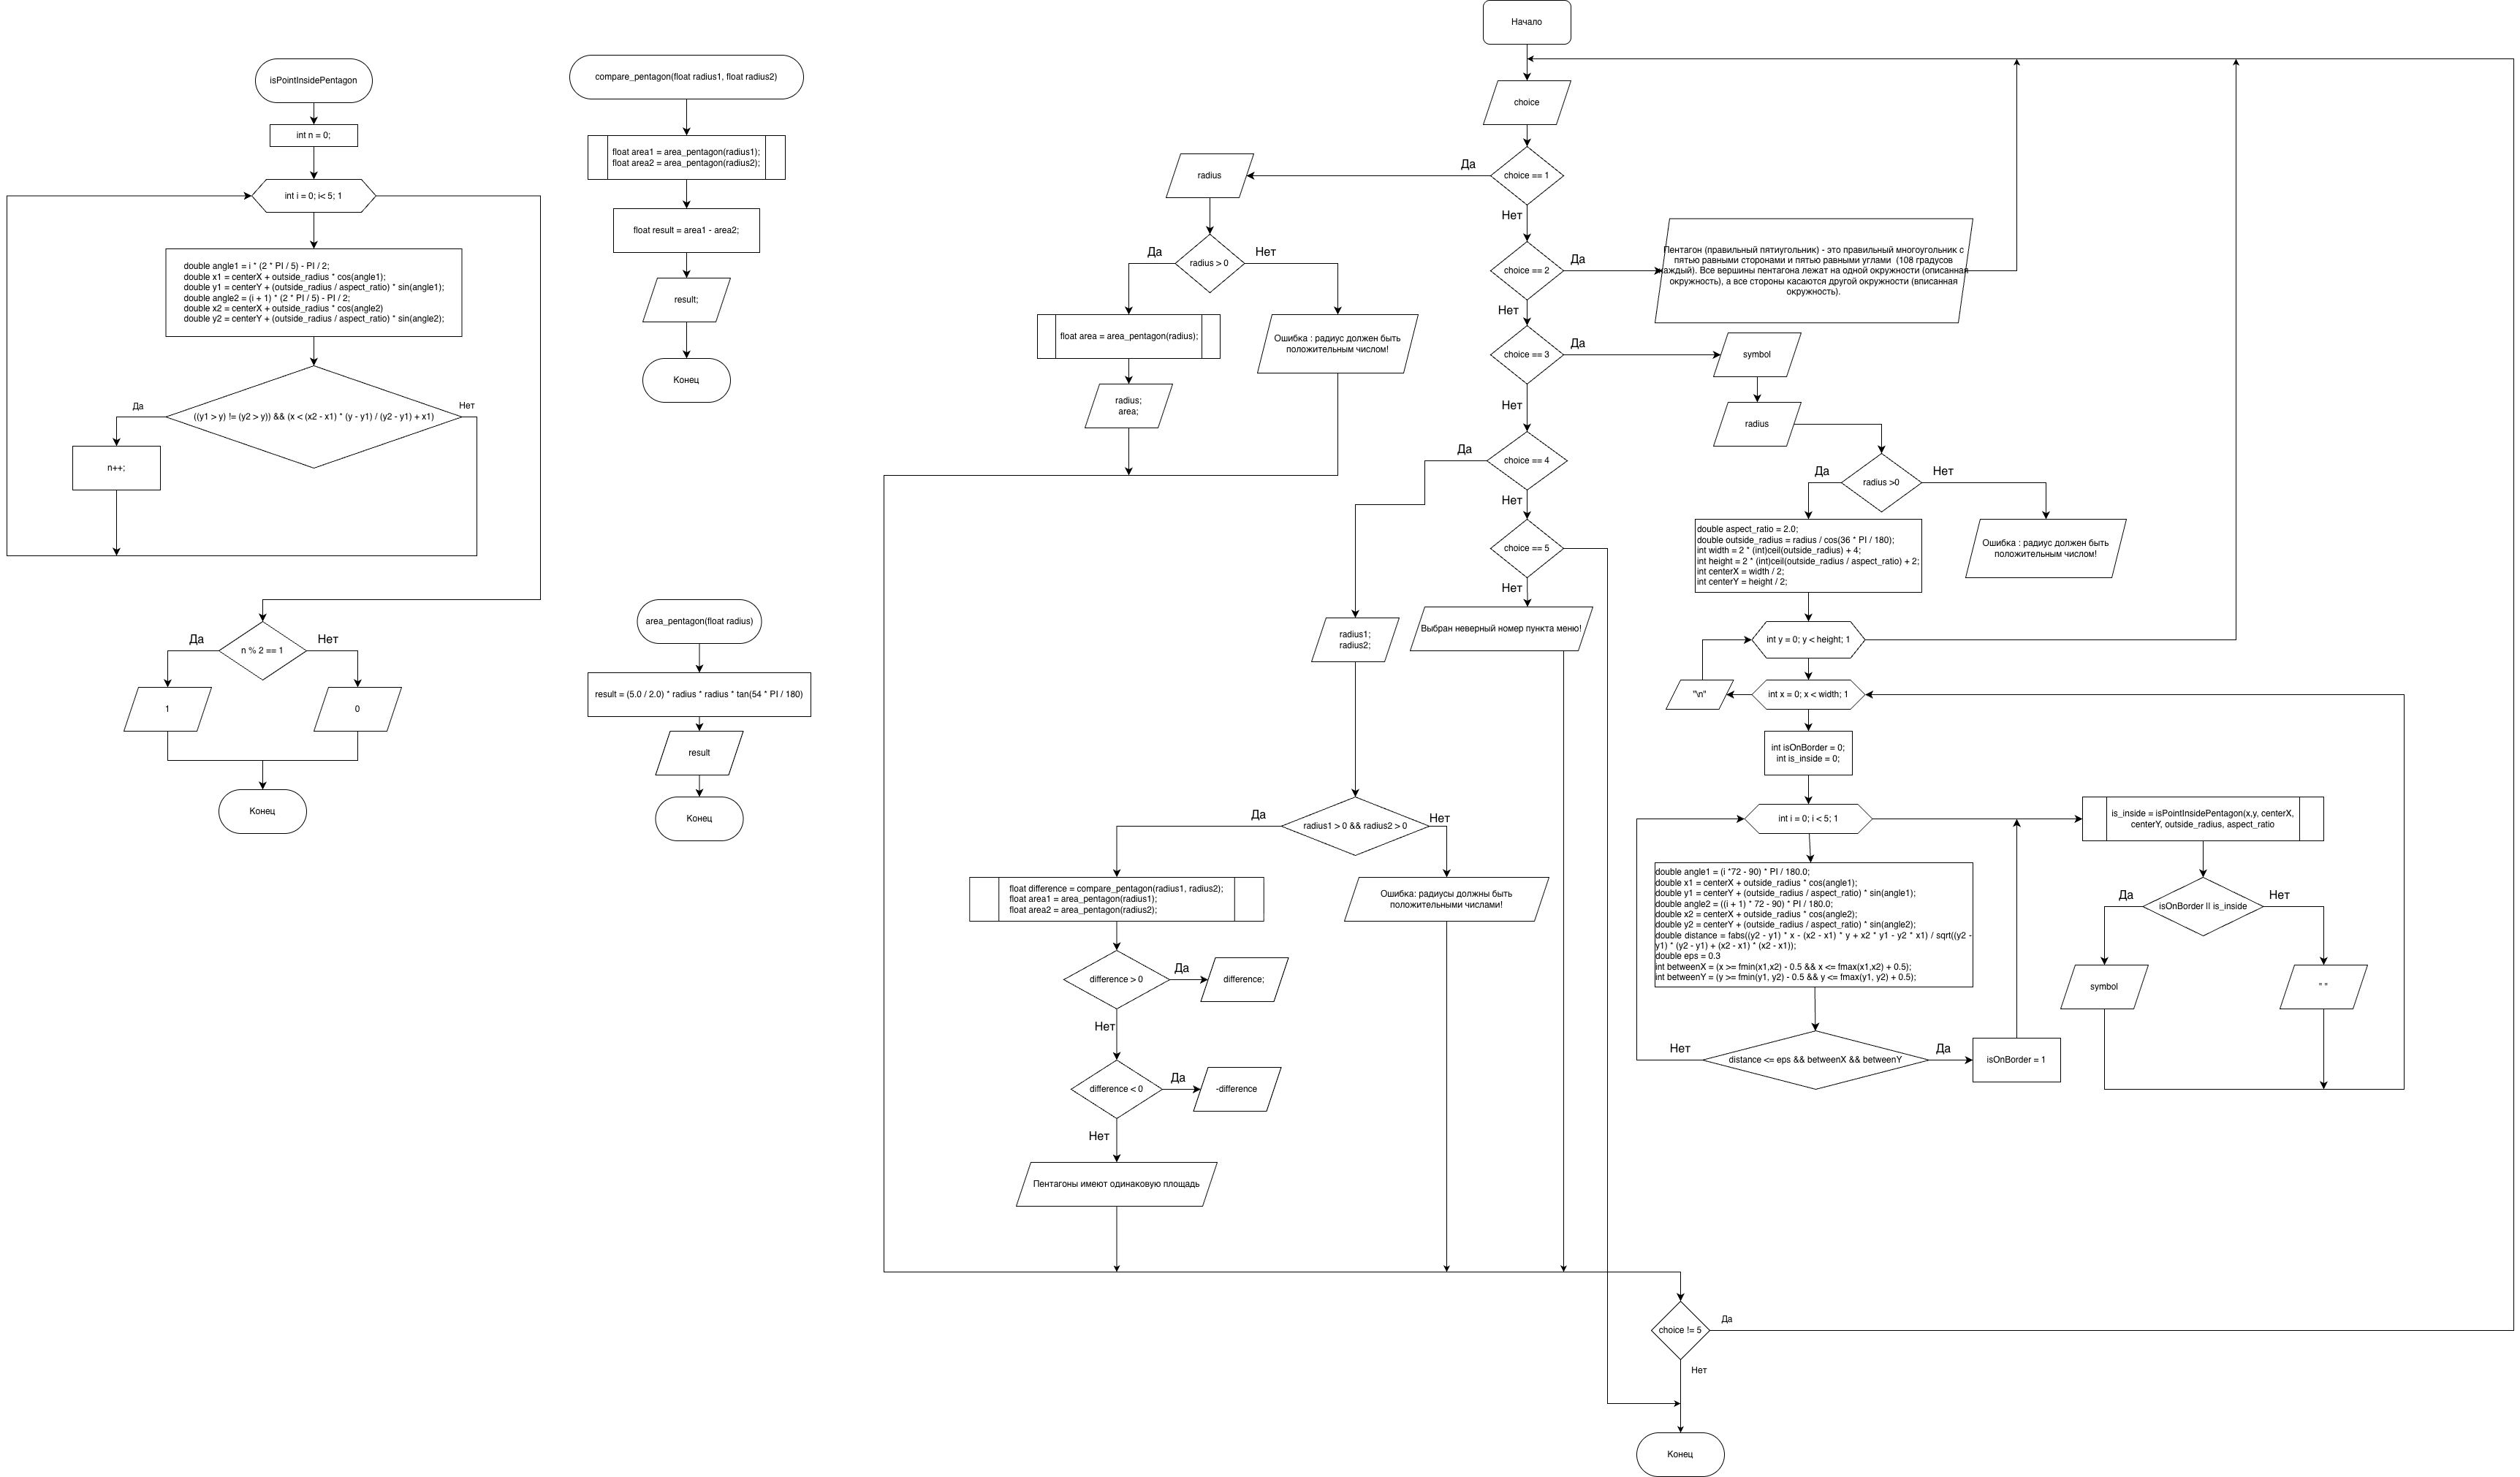 isPointInsidePentagon
int n = 0;
int i = 0; i< 5; 1
double angle1 = i * (2 * PI / 5) - PI / 2;
double x1 = centerX + outside_radius * cos(angle1);
double y1 = centerY + (outside_radius / aspect_ratio) * sin(angle1);
double angle2 = (i + 1) * (2 * PI / 5) - PI / 2;
double x2 = centerX + outside_radius * cos(angle2)
double y2 = centerY + (outside_radius / aspect_ratio) * sin(angle2);
((y1 > y) != (y2 > y)) && (x < (x2 - x1) * (y - y1) / (y2 - y1) + x1)
Да
Нет
n++;
n % 2 == 1
Да
Нет
1
0
Конец
compare_pentagon(float radius1, float radius2)
float area1 = area_pentagon(radius1);
float area2 = area_pentagon(radius2);
float result = area1 - area2;
result;
Конец
area_pentagon(float radius)
result = (5.0 / 2.0) * radius * radius * tan(54 * PI / 180)
result
Конец
Начало
choice
choice == 1
Да
Нет
radius
radius > 0
Да
Нет
float area = area_pentagon(radius);
radius;
area;
Ошибка : радиус должен быть
положительным числом!
choice == 2
Да
Нет
Пентагон (правильный пятиугольник) - это правильный многоугольник с
пятью равными сторонами и пятью равными углами (108 градусов
каждый). Все вершины пентагона лежат на одной окружности (описанная
окружность), а все стороны касаются другой окружности (вписанная
окружность).
choice == 3
Да
Нет
symbol
radius
radius >0
Да
Нет
Ошибка : радиус должен быть
положительным числом!
double aspect_ratio = 2.0;
double outside_radius = radius / cos(36 * PI / 180);
int width = 2 * (int)ceil(outside_radius) + 4;
int height = 2 * (int)ceil(outside_radius / aspect_ratio) + 2;
int centerX = width / 2;
int centerY = height / 2;
int y = 0; y < height; 1
int x = 0; x < width; 1
"\n"
int isOnBorder = 0;
int is_inside = 0;
int i = 0; i < 5; 1
double angle1 = (i *72 - 90) * PI / 180.0;
double x1 = centerX + outside_radius * cos(angle1);
double y1 = centerY + (outside_radius / aspect_ratio) * sin(angle1);
double angle2 = ((i + 1) * 72 - 90) * PI / 180.0;
double x2 = centerX + outside_radius * cos(angle2);
double y2 = centerY + (outside_radius / aspect_ratio) * sin(angle2);
double distance = fabs((y2 - y1) * x - (x2 - x1) * y + x2 * y1 - y2 * x1) / sqrt((y2 -
y1) * (y2 - y1) + (x2 - x1) * (x2 - x1));
double eps = 0.3
int betweenX = (x >= fmin(x1,x2) - 0.5 && x <= fmax(x1,x2) + 0.5);
int betweenY = (y >= fmin(y1, y2) - 0.5 && y <= fmax(y1, y2) + 0.5);
distance <= eps && betweenX && betweenY
Нет
Да
isOnBorder = 1
is_inside = isPointInsidePentagon(x,y, centerX,
centerY, outside_radius, aspect_ratio
isOnBorder || is_inside
Да
Нет
symbol
" "
choice == 4
Да
Нет
radius1;
radius2;
radius1 > 0 && radius2 > 0
Да
Нет
float difference = compare_pentagon(radius1, radius2);
float area1 = area_pentagon(radius1);
float area2 = area_pentagon(radius2);
Ошибка: радиусы должны быть
положительными числами!
difference > 0
Да
difference;
Нет
difference < 0
Да
-difference
Нет
Пентагоны имеют одинаковую площадь
choice == 5
Нет
Выбран неверный номер пункта меню!
choice != 5
Да
Нет
Конец